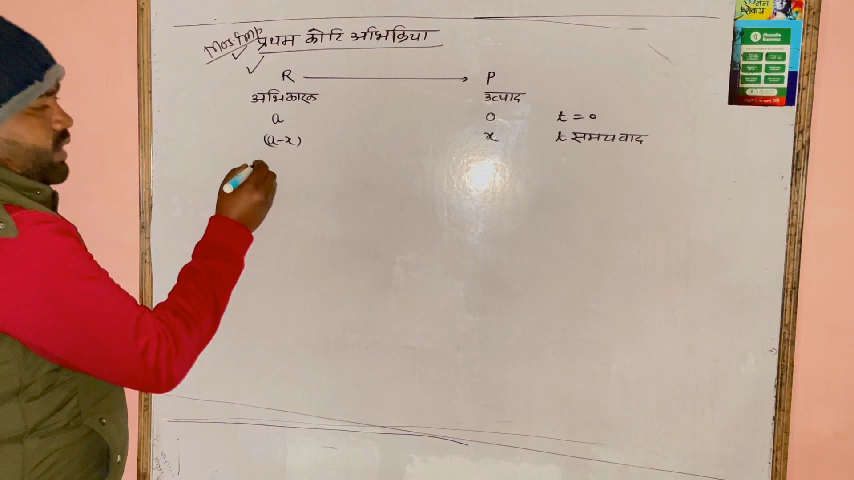 Most Imp प्रथम कोटि अभिक्रिया
R ⟶ P
अभिकारक उत्पाद
a 0 t = 0
(a-x) x t समय बाद